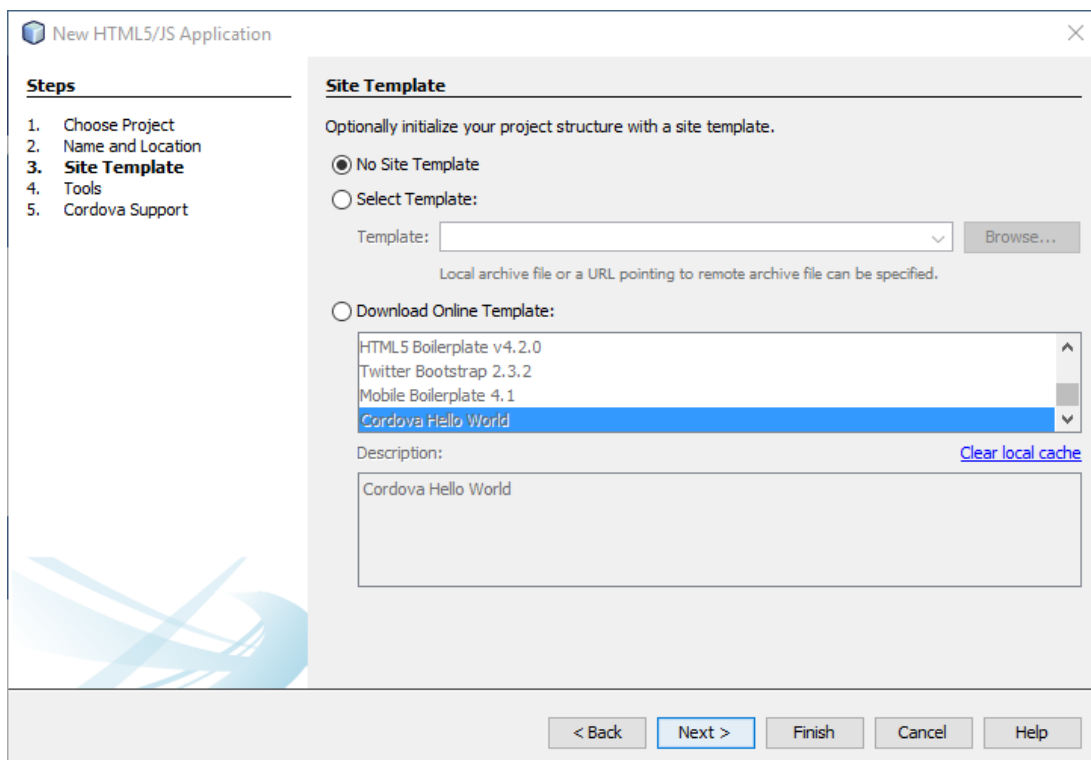 New HTML5/JS Application
Steps
1. Choose Project
2. Name and Location
3. Site Template
4. Tools
5. Cordova Support
Site Template
Optionally initialize your project structure with a site template.
No Site Template
Select Template:
Template:
Browse...
Local archive file or a URL pointing to remote archive file can be specified.
Download Online Template:
HTML5 Boilerplate v4.2.0
Twitter Bootstrap 2.3.2
Mobile Boilerplate 4.1
Cordova Hello World
Description:
Clear local cache
Cordova Hello World
< Back
Next >
Finish
Cancel
Help